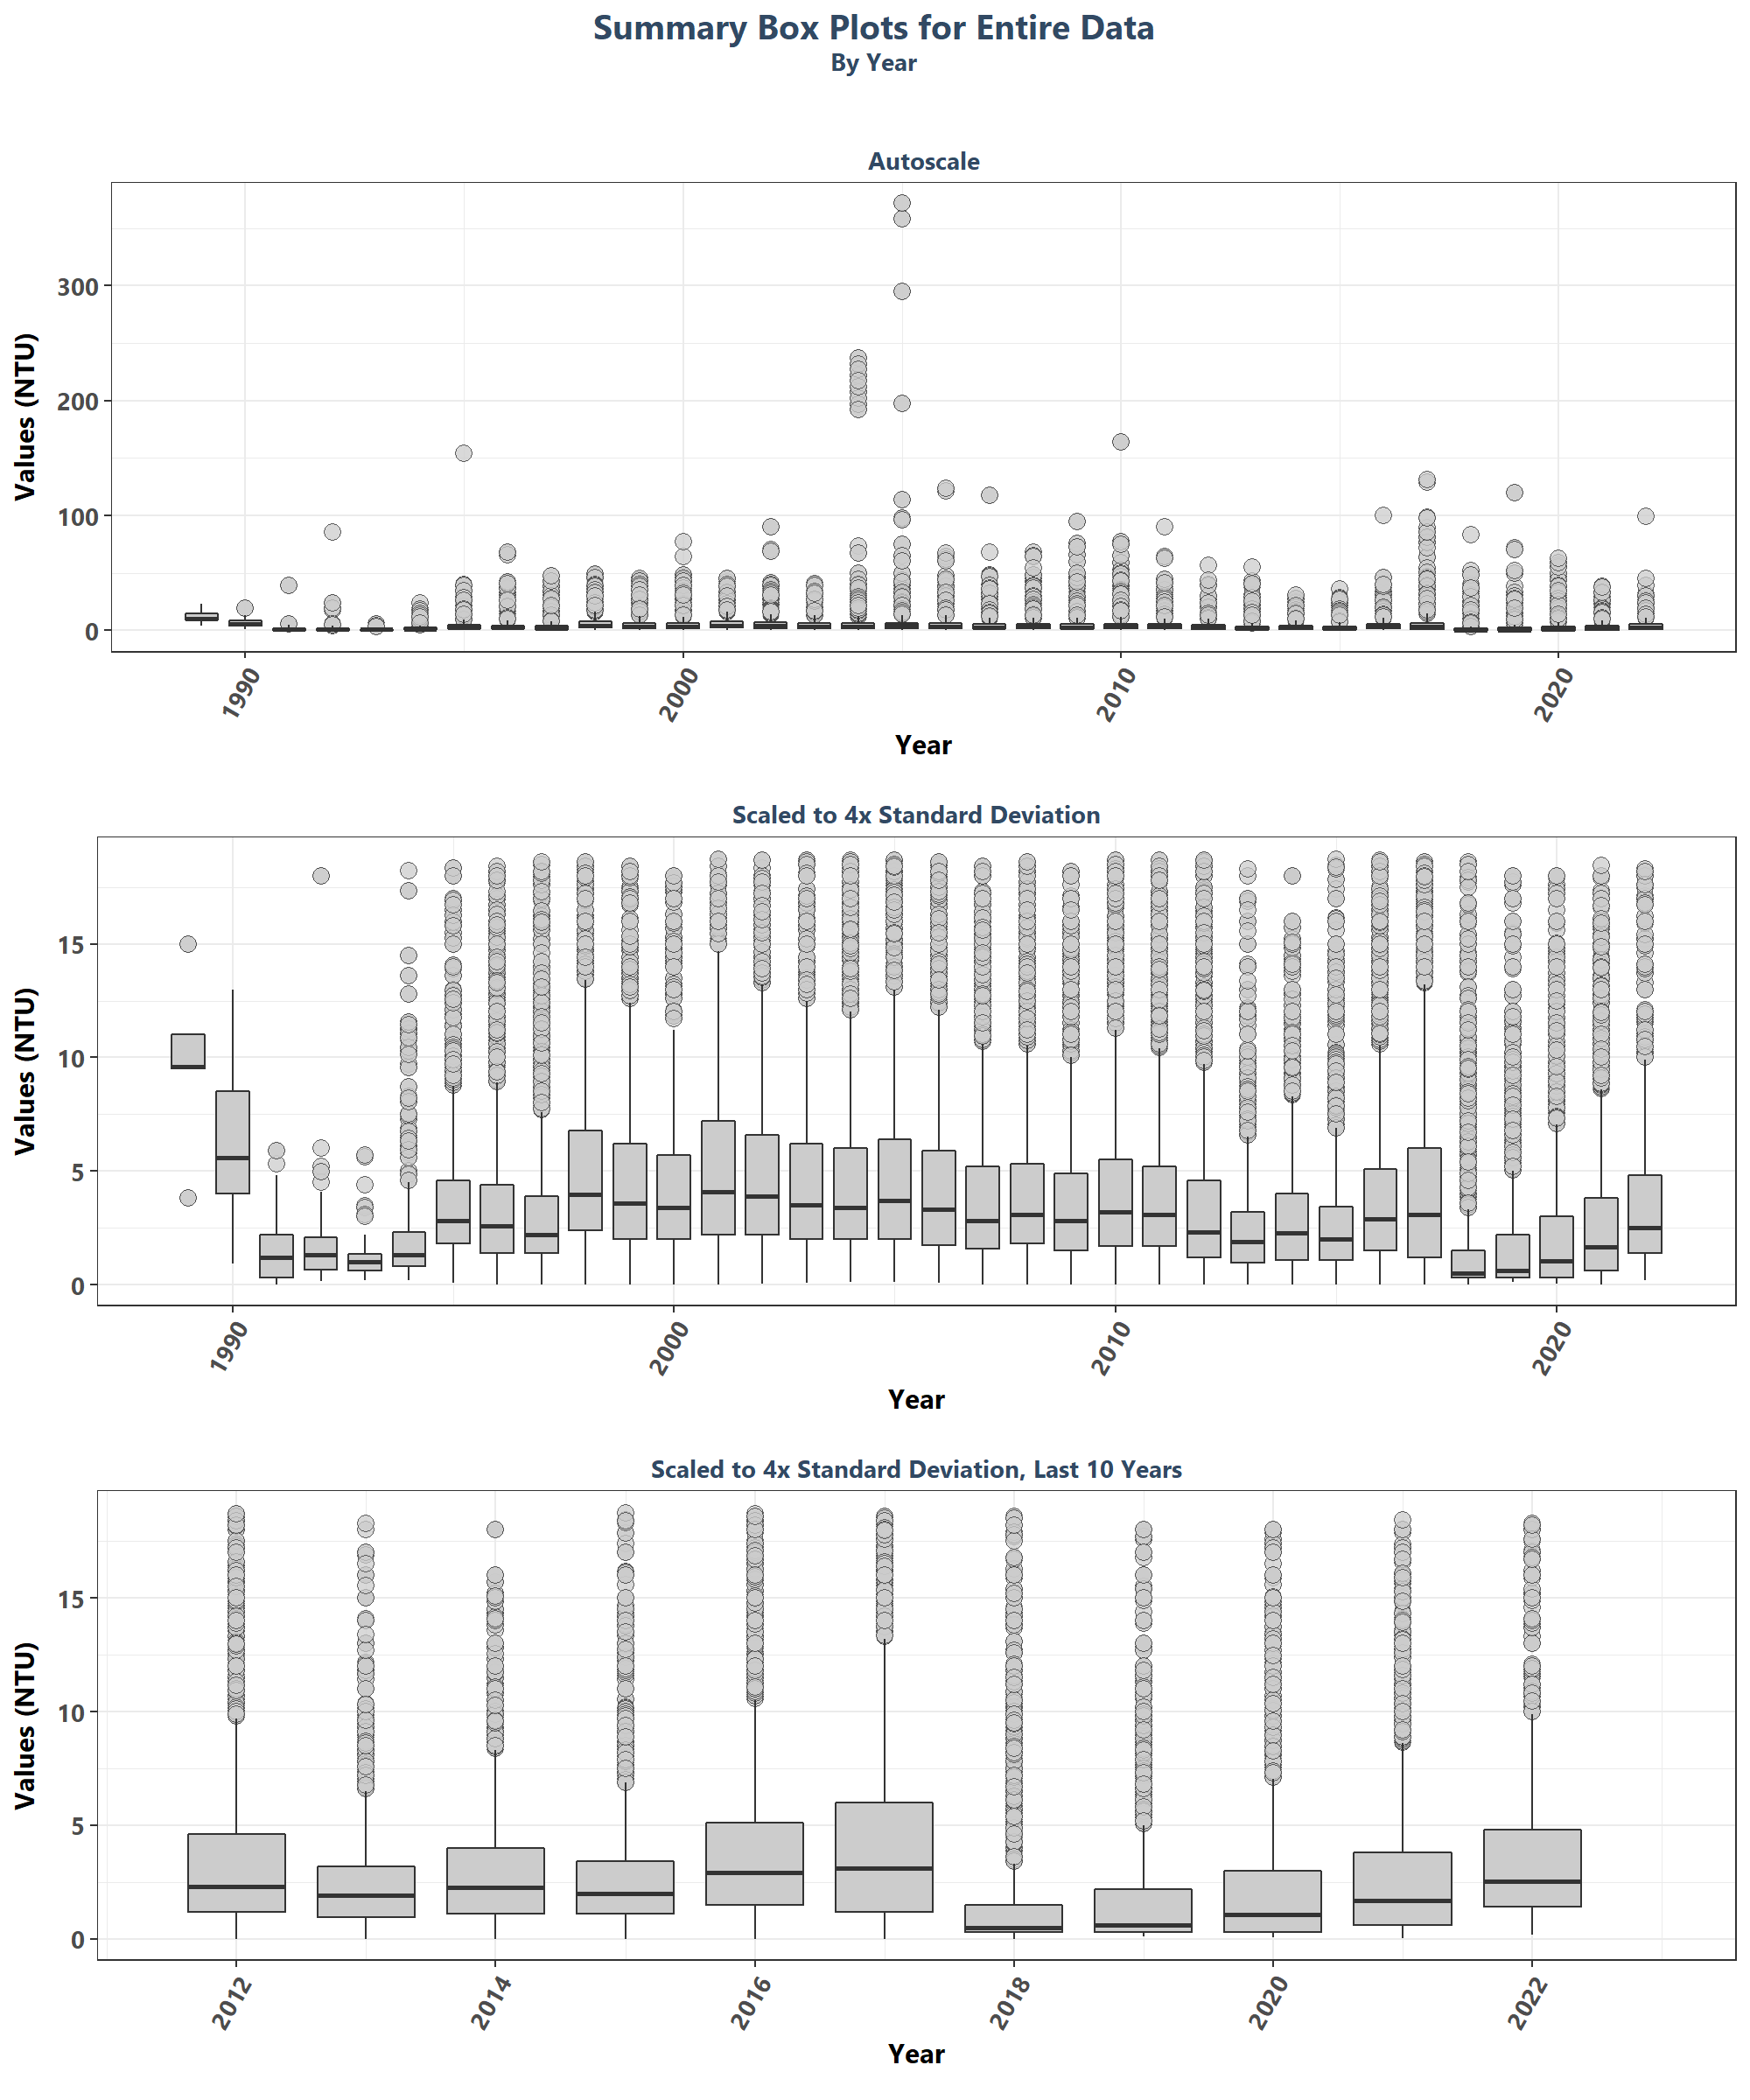 Summary Box Plots for Entire Data
By Year
Autoscale
Values (NTU)
300
200
100
0
1990
2000
2010
2020
Year
Scaled to 4x Standard Deviation
Values (NTU)
15
10
5
0
1990
2000
2010
2020
Year
Scaled to 4x Standard Deviation, Last 10 Years
Values (NTU)
15
10
5
0
2012
2014
2016
2018
2020
2022
Year